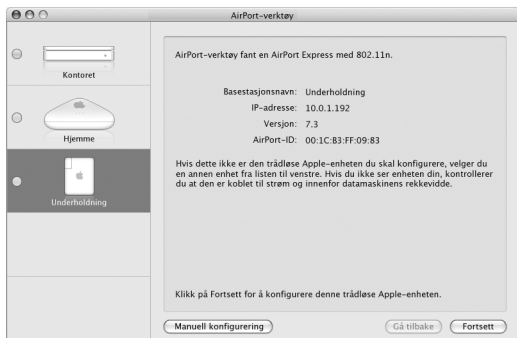 AirPort-verktøy
Kontoret
Hjemme
Underholdning
AirPort-verktøy fant en AirPort Express med 802.11n.
Basestasjonsnavn: Underholdning
IP-adresse: 10.0.1.192
Versjon: 7.3
AirPort-ID: 00:1C:B3:FF:09:83
Hvis dette ikke er den trådløse Apple-enheten du skal konfigurere, velger du
en annen enhet fra listen til venstre. Hvis du ikke ser enheten din, kontrollerer
du at den er koblet til strøm og innenfor datamaskinens rekkevidde.
Klikk på Fortsett for å konfigurere denne trådløse Apple-enheten.
Manuell konfigurering
Gå tilbake
Fortsett